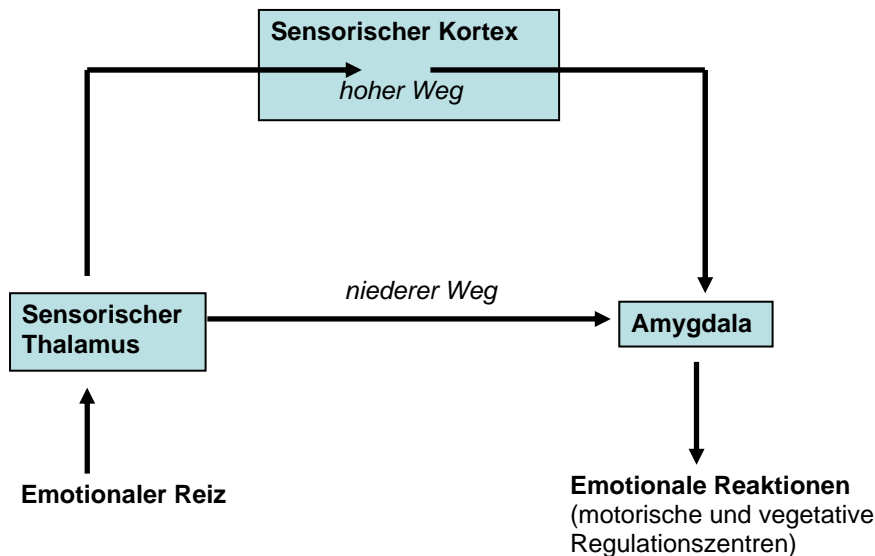 Sensorischer Kortex
hoher Weg
niederer Weg
Sensorischer
Thalamus
Amygdala
Emotionaler Reiz
Emotionale Reaktionen
(motorische und vegetative
Regulationszentren)